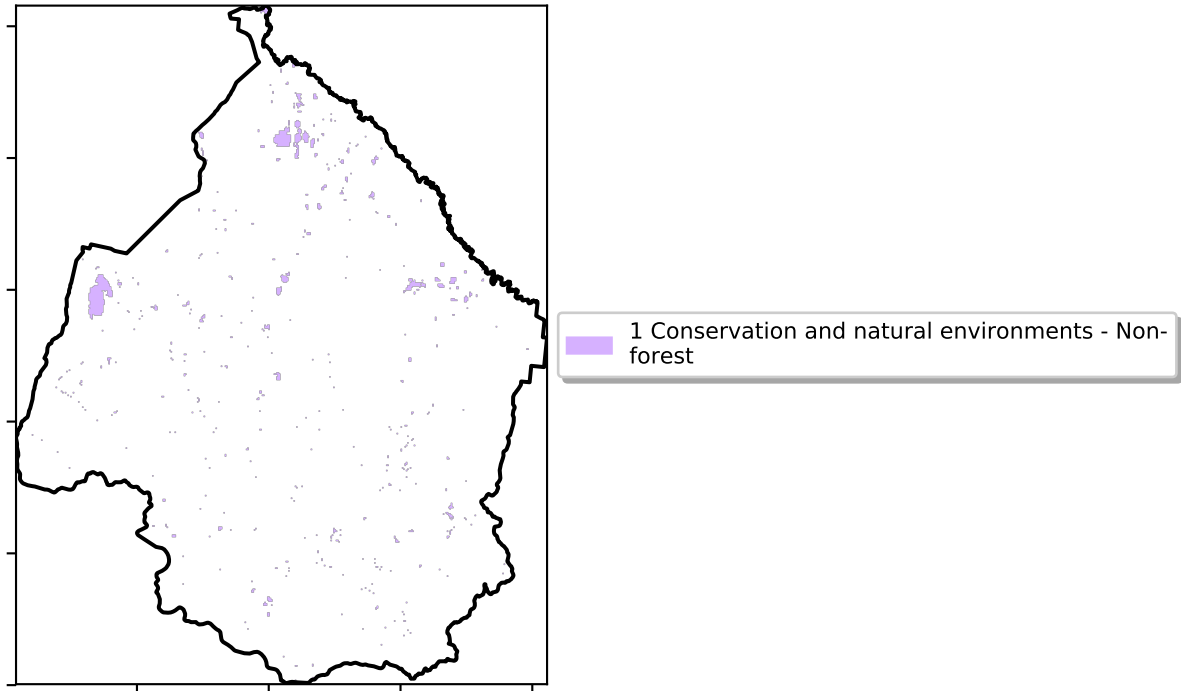 1 Conservation and natural environments - Non-
forest